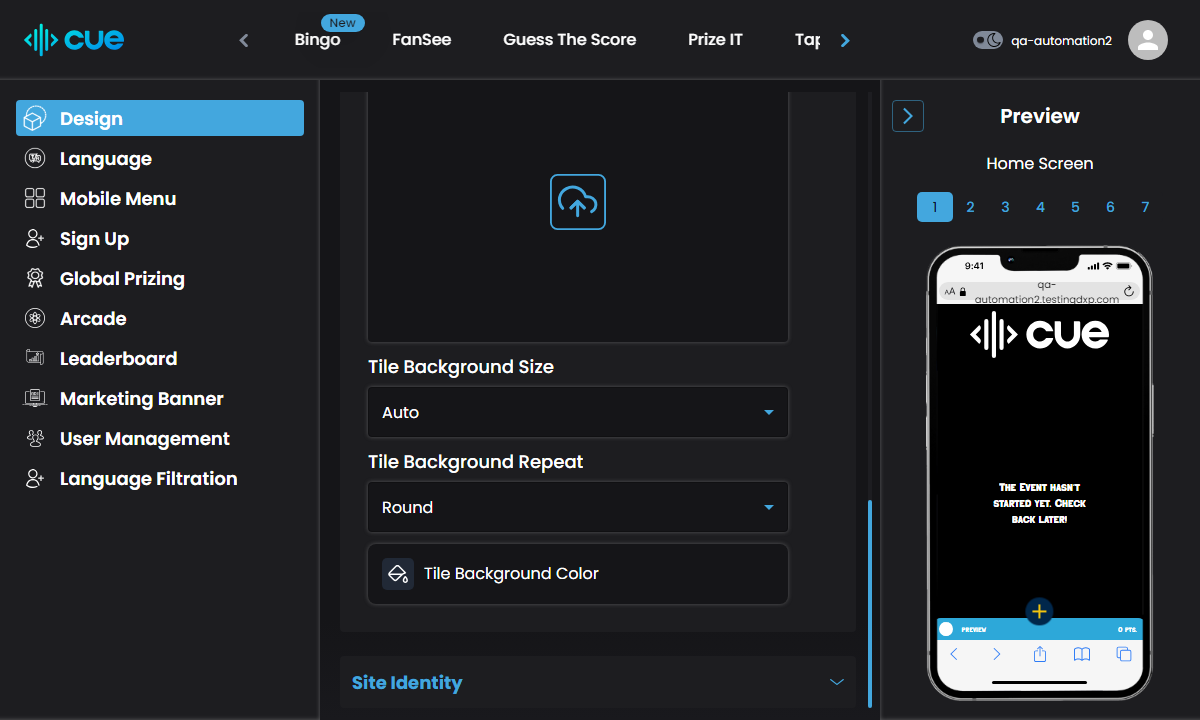 cue
New
Bingo
FanSee
Guess The Score
Prize IT
Tap
qa-automation2
Design
Language
Mobile Menu
Sign Up
Global Prizing
Arcade
Leaderboard
Marketing Banner
User Management
Language Filtration
Tile Background Size
Auto
Tile Background Repeat
Round
Tile Background Color
Site Identity
Preview
Home Screen
1 2 3 4 5 6 7
9:41
AA
qa-
automation2.testingdxp.com
cue
The Event hasn't
started yet. Check
back later!
PREVIEW
0 PTS.